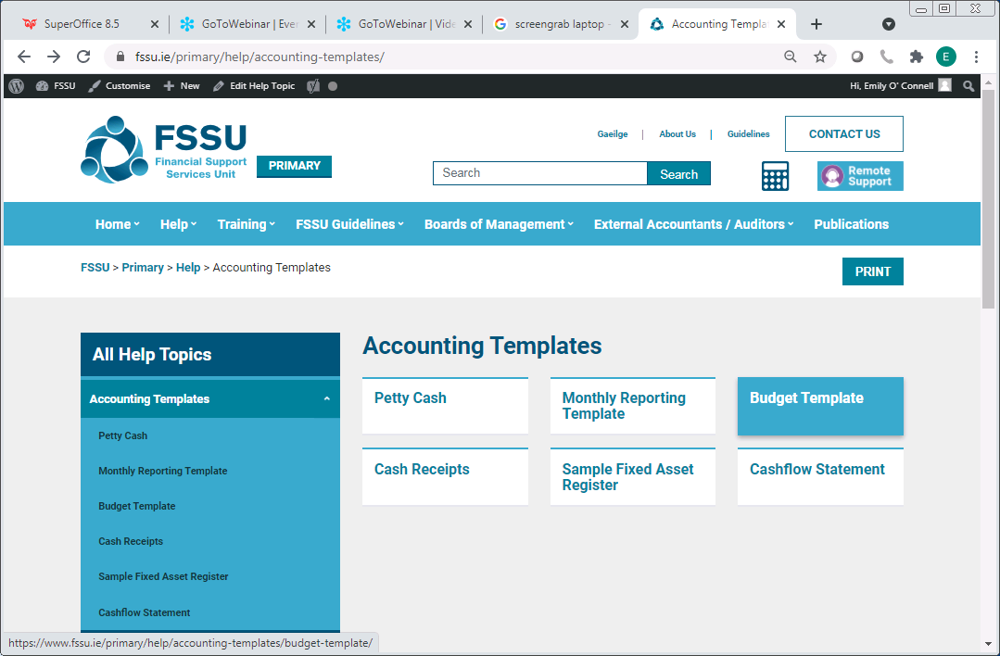 SuperOffice 8.5
GoToWebinar | Ever
GoToWebinar | Vide
screengrab laptop -
Accounting Templat
fssu.ie/primary/help/accounting-templates/
E
FSSU
Customise
New
Edit Help Topic
Hi, Emily O' Connell
FSSU
Financial Support
Services Unit
PRIMARY
Gaeilge | About Us | Guidelines
CONTACT US
Search
Search
Remote
Support
Home
Help
Training
FSSU Guidelines
Boards of Management
External Accountants / Auditors
Publications
FSSU > Primary > Help > Accounting Templates
PRINT
All Help Topics
Accounting Templates
Petty Cash
Monthly Reporting Template
Budget Template
Cash Receipts
Sample Fixed Asset Register
Cashflow Statement
Accounting Templates
Petty Cash
Monthly Reporting
Template
Budget Template
Cash Receipts
Sample Fixed Asset
Register
Cashflow Statement
https://www.fssu.ie/primary/help/accounting-templates/budget-template/